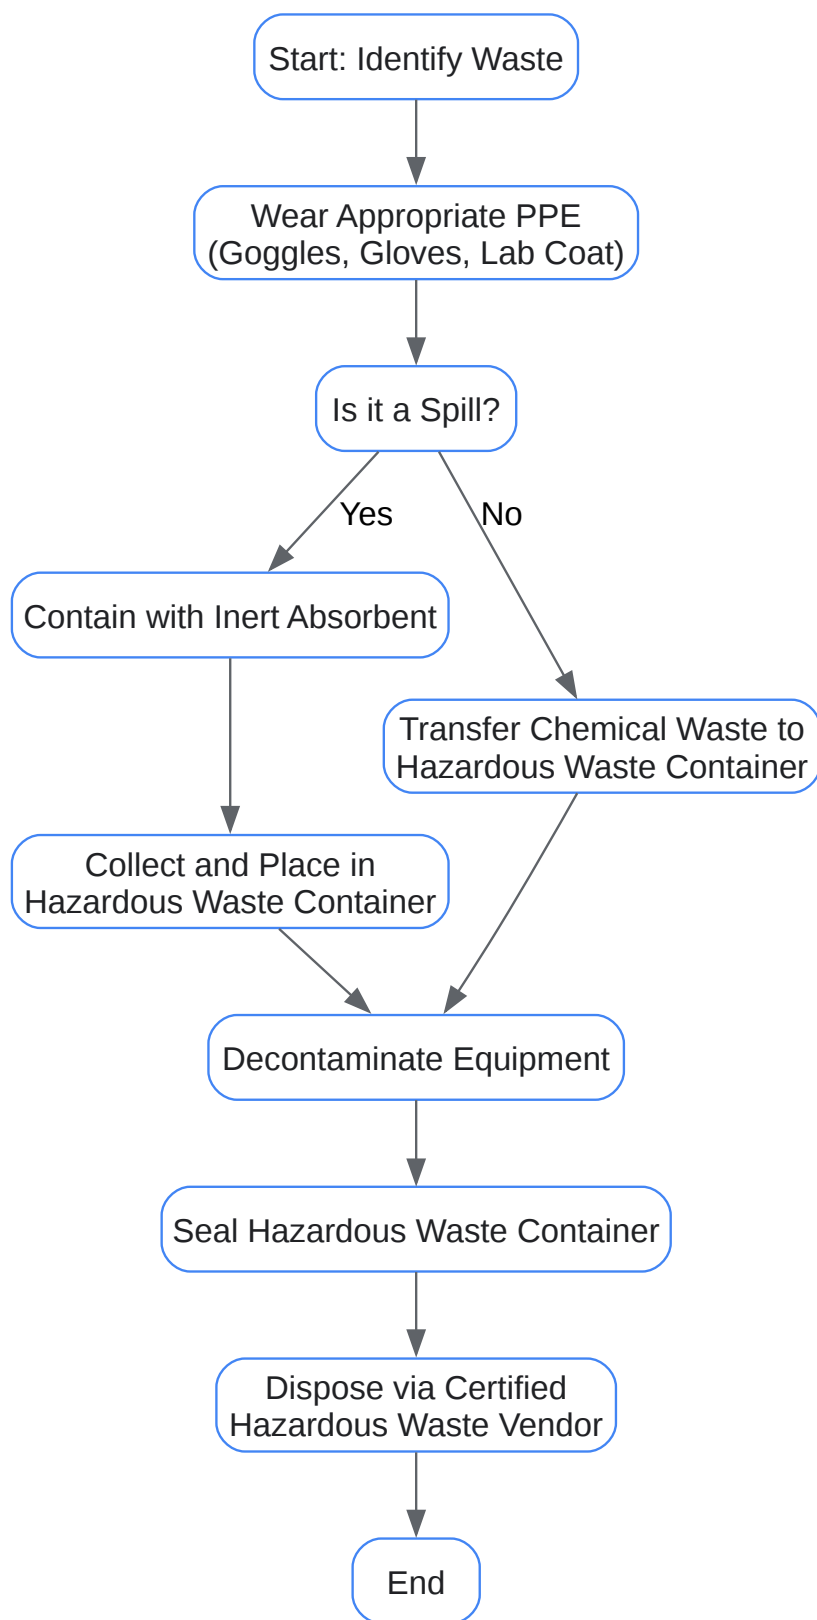 Start: Identify Waste
Wear Appropriate PPE
(Goggles, Gloves, Lab Coat)
Is it a Spill?
Yes
No
Contain with Inert Absorbent
Transfer Chemical Waste to
Hazardous Waste Container
Collect and Place in
Hazardous Waste Container
Decontaminate Equipment
Seal Hazardous Waste Container
Dispose via Certified
Hazardous Waste Vendor
End